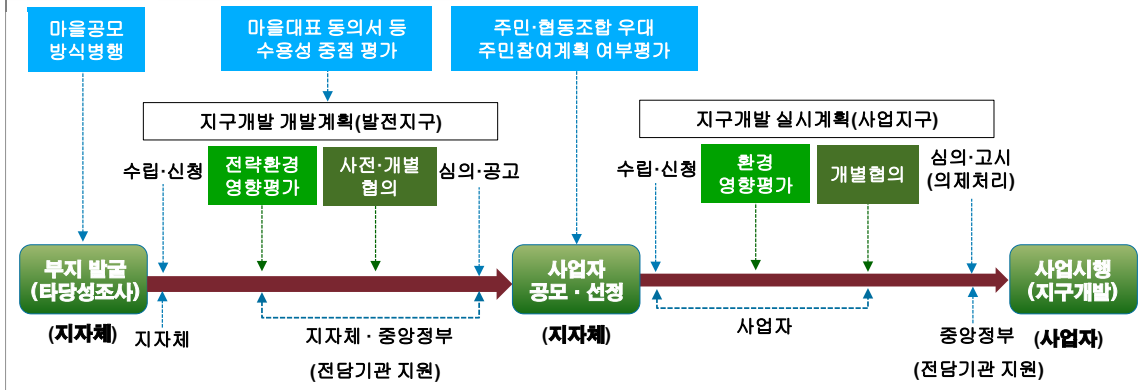 마을공모
방식병행
마을대표 동의서 등
수용성 중점 평가
주민·협동조합 우대
주민참여계획 여부평가
지구개발 개발계획(발전지구)
지구개발 실시계획(사업지구)
수립·신청
전략환경
영향평가
사전·개별
협의
심의·공고
수립·신청
환경
영향평가
개별협의
심의·고시
(의제처리)
부지 발굴
(타당성조사)
사업자
공모·선정
사업시행
(지구개발)
(지자체)
지자체
지자체·중앙정부
(전담기관 지원)
(지자체)
사업자
중앙정부
(전담기관 지원)
(사업자)